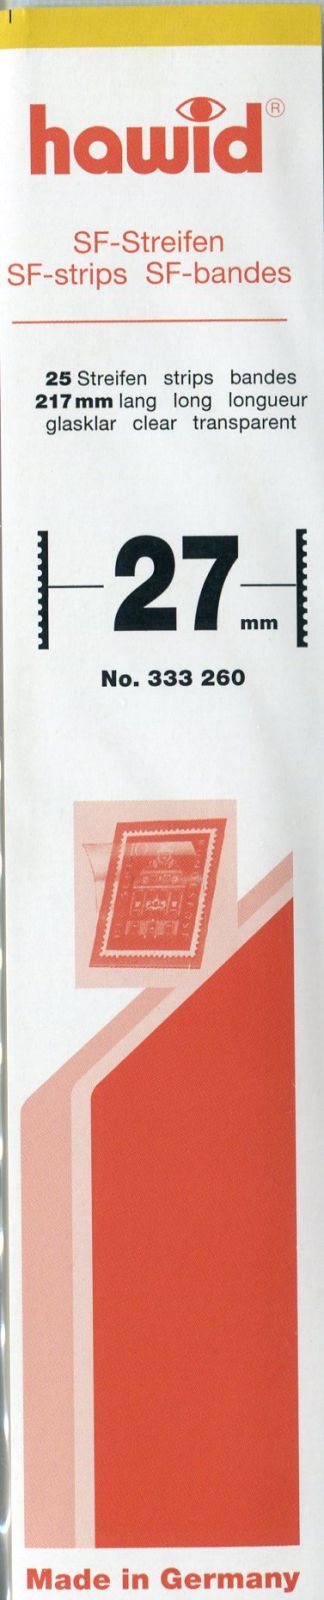 hawid®
SF-Streifen
SF-strips SF-bandes
25 Streifen strips bandes
217 mm lang long longueur
glasklar clear transparent
27 mm
No. 333 260
Made in Germany